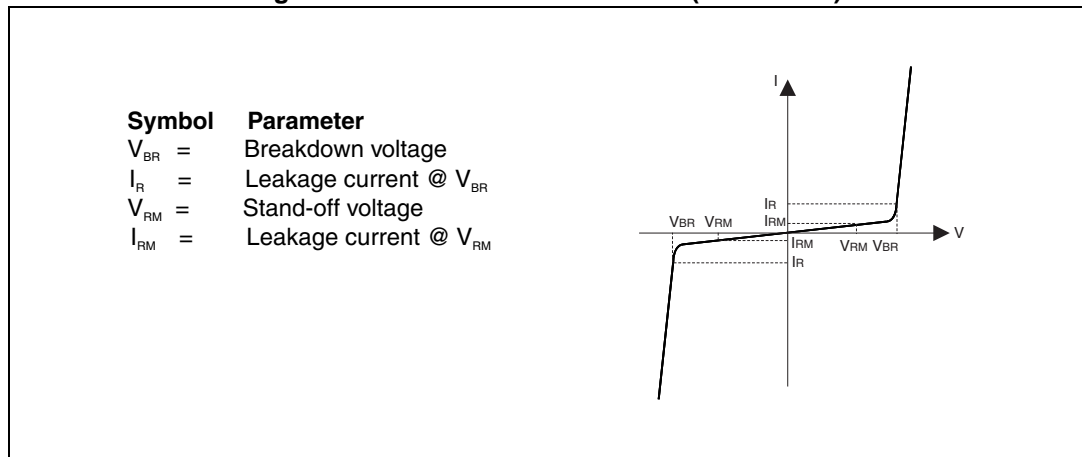 Symbol Parameter
VBR = Breakdown voltage
IR = Leakage current @ VBR
VRM = Stand-off voltage
IRM = Leakage current @ VRM
I
IR
IRM
VBR VRM
V
IRM
VRM VBR
IR